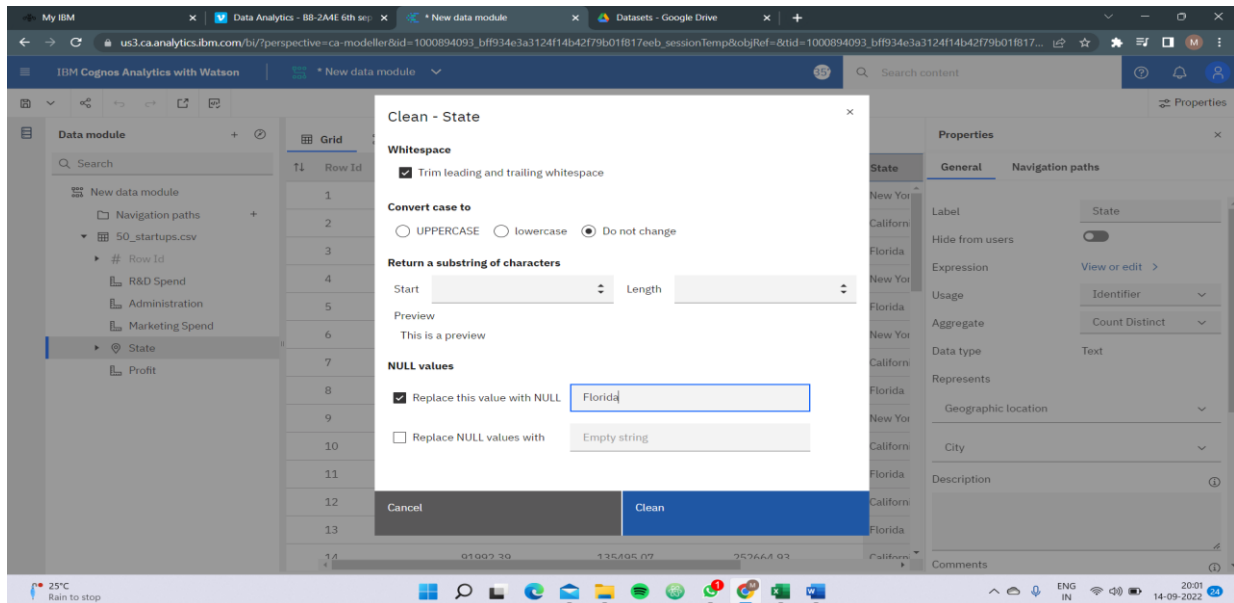 My IBM
Data Analytics - B8-2A4E 6th sep
* New data module
Datasets - Google Drive
us3.ca.analytics.ibm.com/bi/?perspective=ca-modeller&id=1000894093_bff934e3a3124f14b42f79b01f817eeb_sessionTemp&objRef=&tid=1000894093_bff934e3a3124f14b42f79b01f817...
M
IBM Cognos Analytics with Watson
* New data module
35
Search content
Properties
Data module
Search
New data module
Navigation paths
50_startups.csv
# Row Id
R&D Spend
Administration
Marketing Spend
State
Profit
Grid
Row Id
1
2
3
4
5
6
7
8
9
10
11
12
13
14 91992.39 135495.07 252664.93 Californ
Clean - State
Whitespace
Trim leading and trailing whitespace
Convert case to
UPPERCASE lowercase Do not change
Return a substring of characters
Start Length
Preview
This is a preview
NULL values
Replace this value with NULL Florida
Replace NULL values with Empty string
Cancel Clean
State
New Yor
Californ
Florida
New Yor
Florida
New Yor
Californ
Florida
New Yor
Californ
Florida
Californ
Florida
Properties
General Navigation paths
Label State
Hide from users
Expression View or edit
Usage Identifier
Aggregate Count Distinct
Data type Text
Represents
Geographic location
City
Description
Comments
25°C
Rain to stop
ENG
IN
20:01
14-09-2022
24